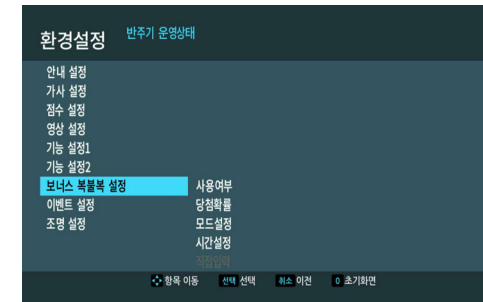 환경설정 반주기 운영상태
안내 설정
가사 설정
점수 설정
영상 설정
기능 설정1
기능 설정2
보너스 복불복 설정 사용여부
이벤트 설정 당첨확률
조명 설정 모드설정
시간설정
직접입력
항목 이동 선택 선택 취소 이전 0 초기화면